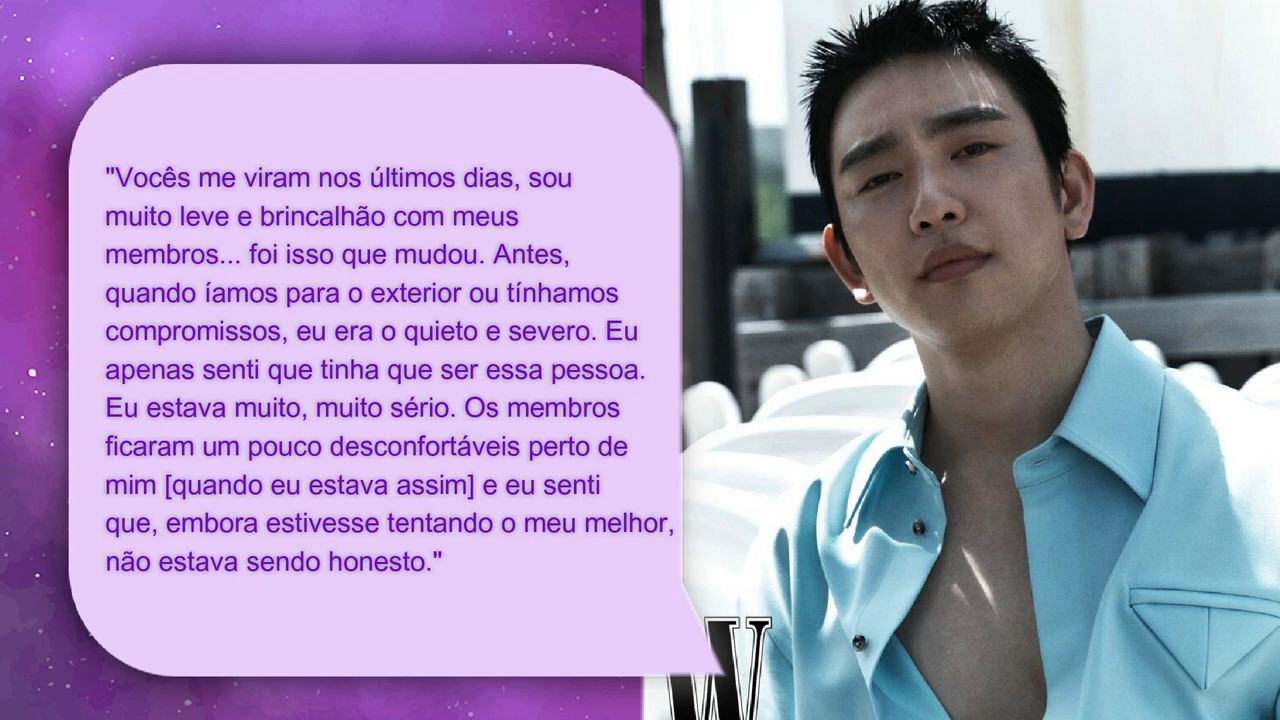 "Vocês me viram nos últimos dias, sou
muito leve e brincalhão com meus
membros... foi isso que mudou. Antes,
quando íamos para o exterior ou tínhamos
compromissos, eu era o quieto e severo. Eu
apenas senti que tinha que ser essa pessoa.
Eu estava muito, muito sério. Os membros
ficaram um pouco desconfortáveis perto de
mim [quando eu estava assim] e eu senti
que, embora estivesse tentando o meu melhor,
não estava sendo honesto."
W